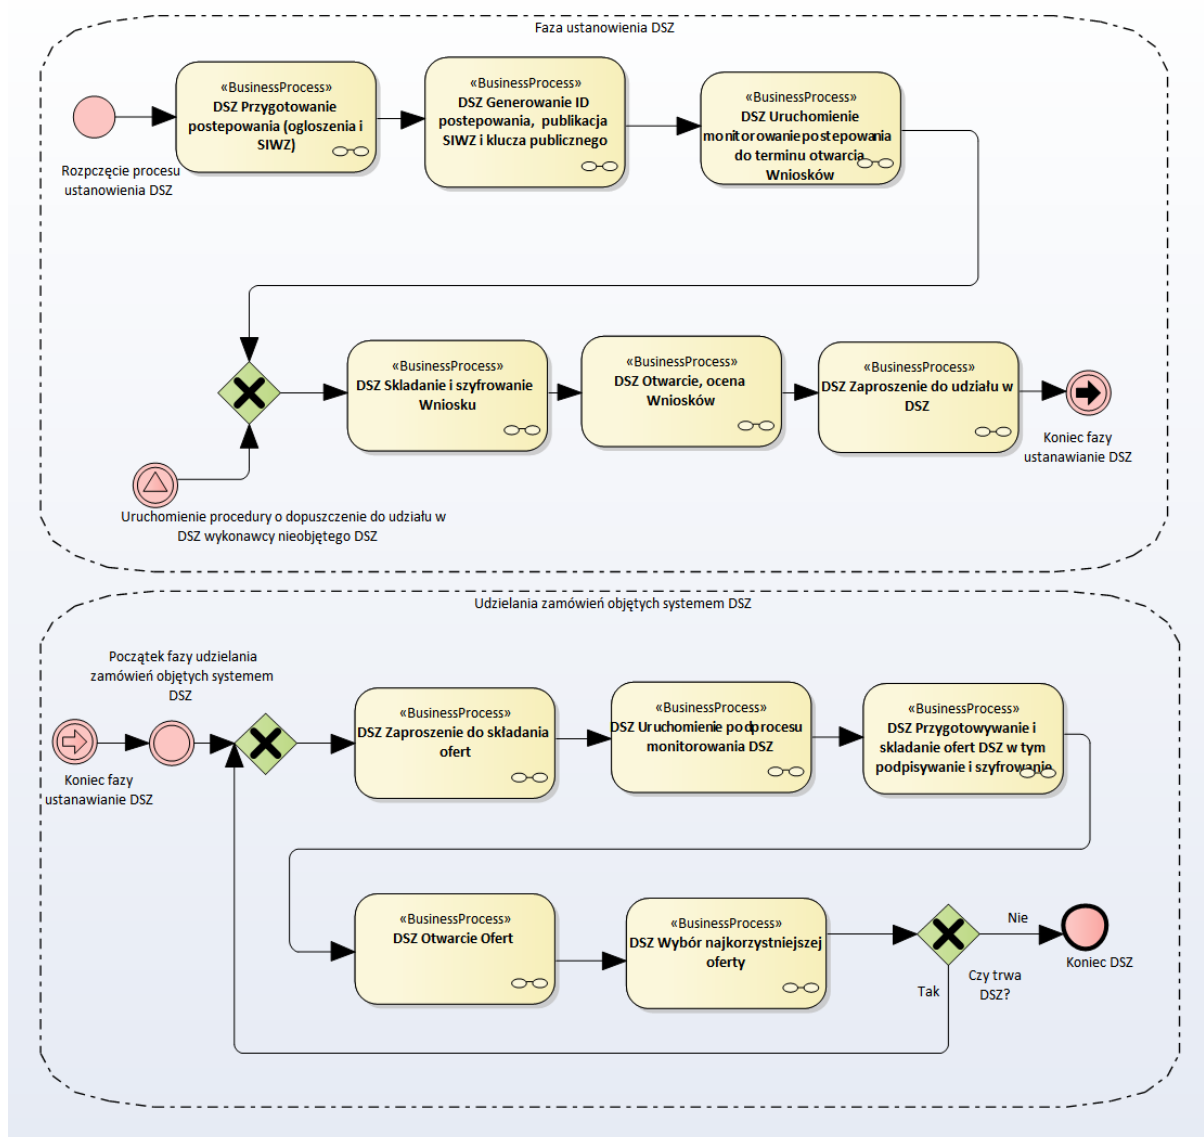 Faza ustanowienia DSZ
«BusinessProcess»
DSZ Przygotowanie
postepowania (ogloszenia i
SIWZ)
«BusinessProcess»
DSZ Generowanie ID
postepowania, publikacja
SIWZ i klucza publicznego
«BusinessProcess»
DSZ Uruchomienie
monitorowanie postepowania
do terminu otwarcia
Wniosków
Rozpczęcie procesu
ustanowienia DSZ
«BusinessProcess»
DSZ Skladanie i szyfrowanie
Wniosku
«BusinessProcess»
DSZ Otwarcie, ocena
Wniosków
«BusinessProcess»
DSZ Zaproszenie do udziału w
DSZ
Koniec fazy
ustanawianie DSZ
Uruchomienie procedury o dopuszczenie do udziału w
DSZ wykonawcy nieobjętego DSZ
Udzielania zamówień objętych systemem DSZ
Początek fazy udzielania
zamówień objętych systemem
DSZ
Koniec fazy
ustanawianie DSZ
«BusinessProcess»
DSZ Zaproszenie do składania
ofert
«BusinessProcess»
DSZ Uruchomienie podprocesu
monitorowania DSZ
«BusinessProcess»
DSZ Przygotowywanie i
skladanie ofert DSZ w tym
podpisywanie i szyfrowanie
«BusinessProcess»
DSZ Otwarcie Ofert
«BusinessProcess»
DSZ Wybór najkorzystniejszej
oferty
Nie
Tak
Czy trwa
DSZ?
Koniec DSZ